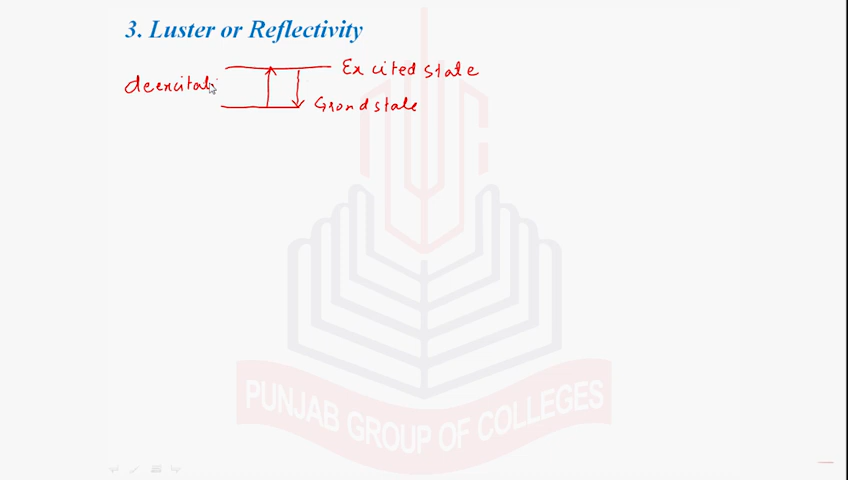 3. Luster or Reflectivity
Excited state
deexcitati
Grond state
PUNJAB GROUP OF COLLEGES